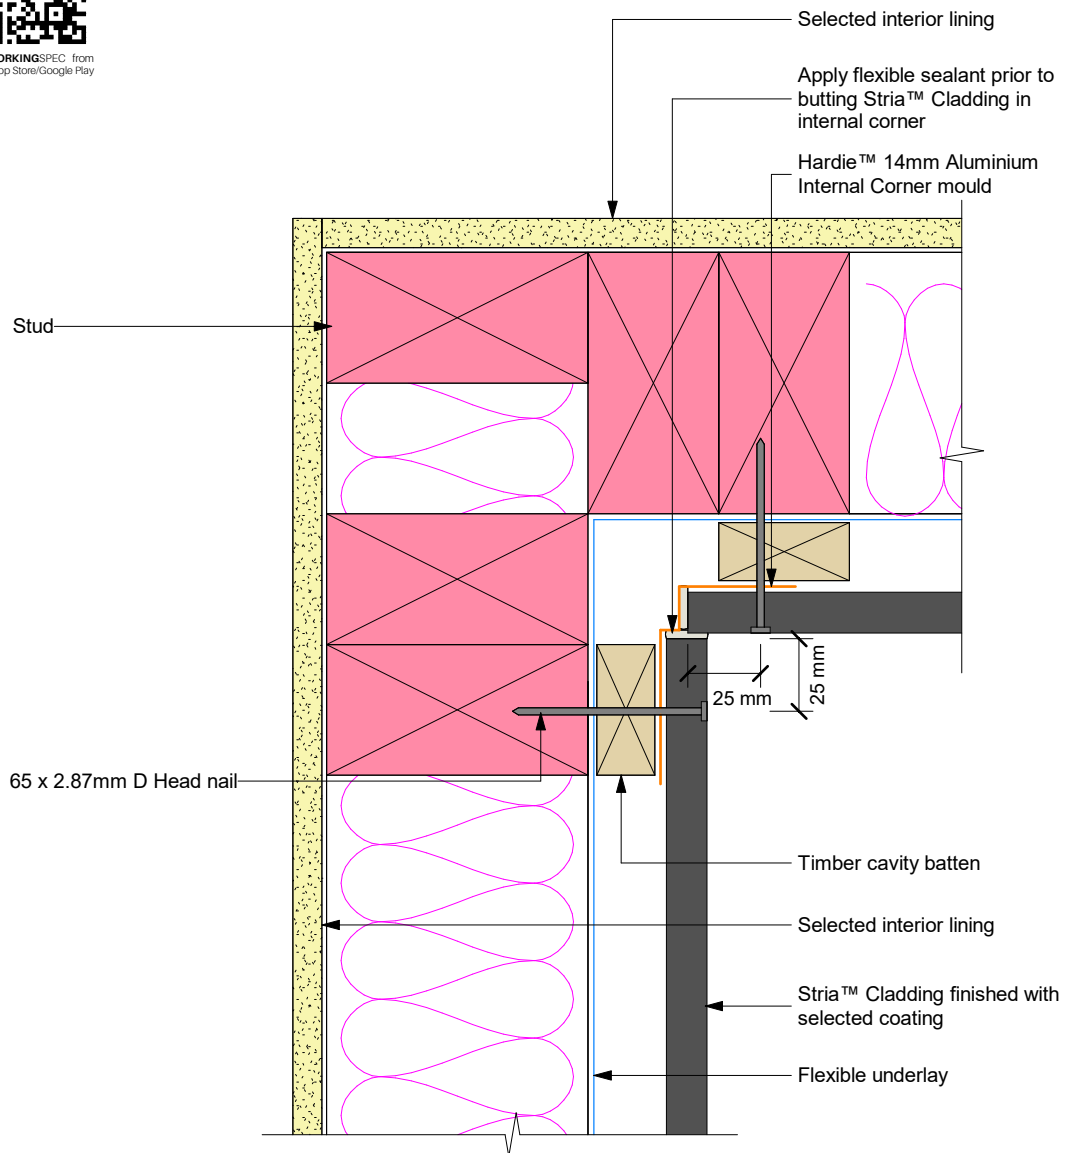 SPEC from
Store/Google Play
Selected interior lining
Apply flexible sealant prior to
butting Stria™ Cladding in
internal corner
Hardie™ 14mm Aluminium
Internal Corner mould
Stud
25 mm
25 mm
65 x 2.87mm D Head nail
Timber cavity batten
Selected interior lining
Stria™ Cladding finished with
selected coating
Flexible underlay